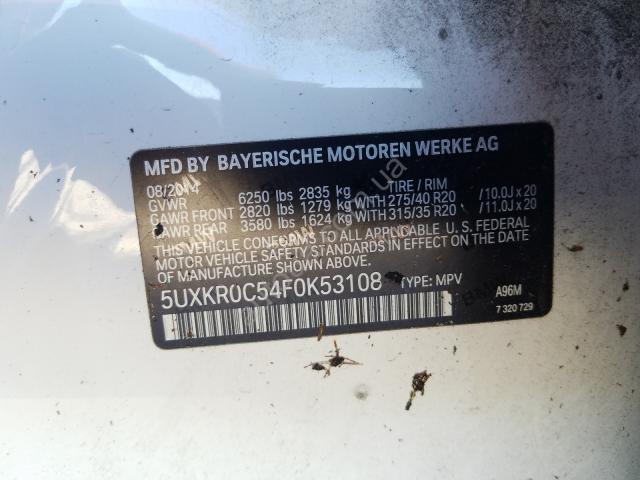 MFD BY BAYERISCHE MOTOREN WERKE AG
08/2014 TIRE / RIM
GVWR 6250 lbs 2835 kg
GAWR FRONT 2820 lbs 1279 kg WITH 275/40 R20 /10.0J x 20
GAWR REAR 3580 lbs 1624 kg WITH 315/35 R20 /11.0J x 20
THIS VEHICLE CONFORMS TO ALL APPLICABLE U.S. FEDERAL
MOTOR VEHICLE SAFETY STANDARDS IN EFFECT ON THE DATE
OF MANUFACTURE SHOWN ABOVE.
5UXKR0C54F0K53108 TYPE: MPV A96M
7 320 729